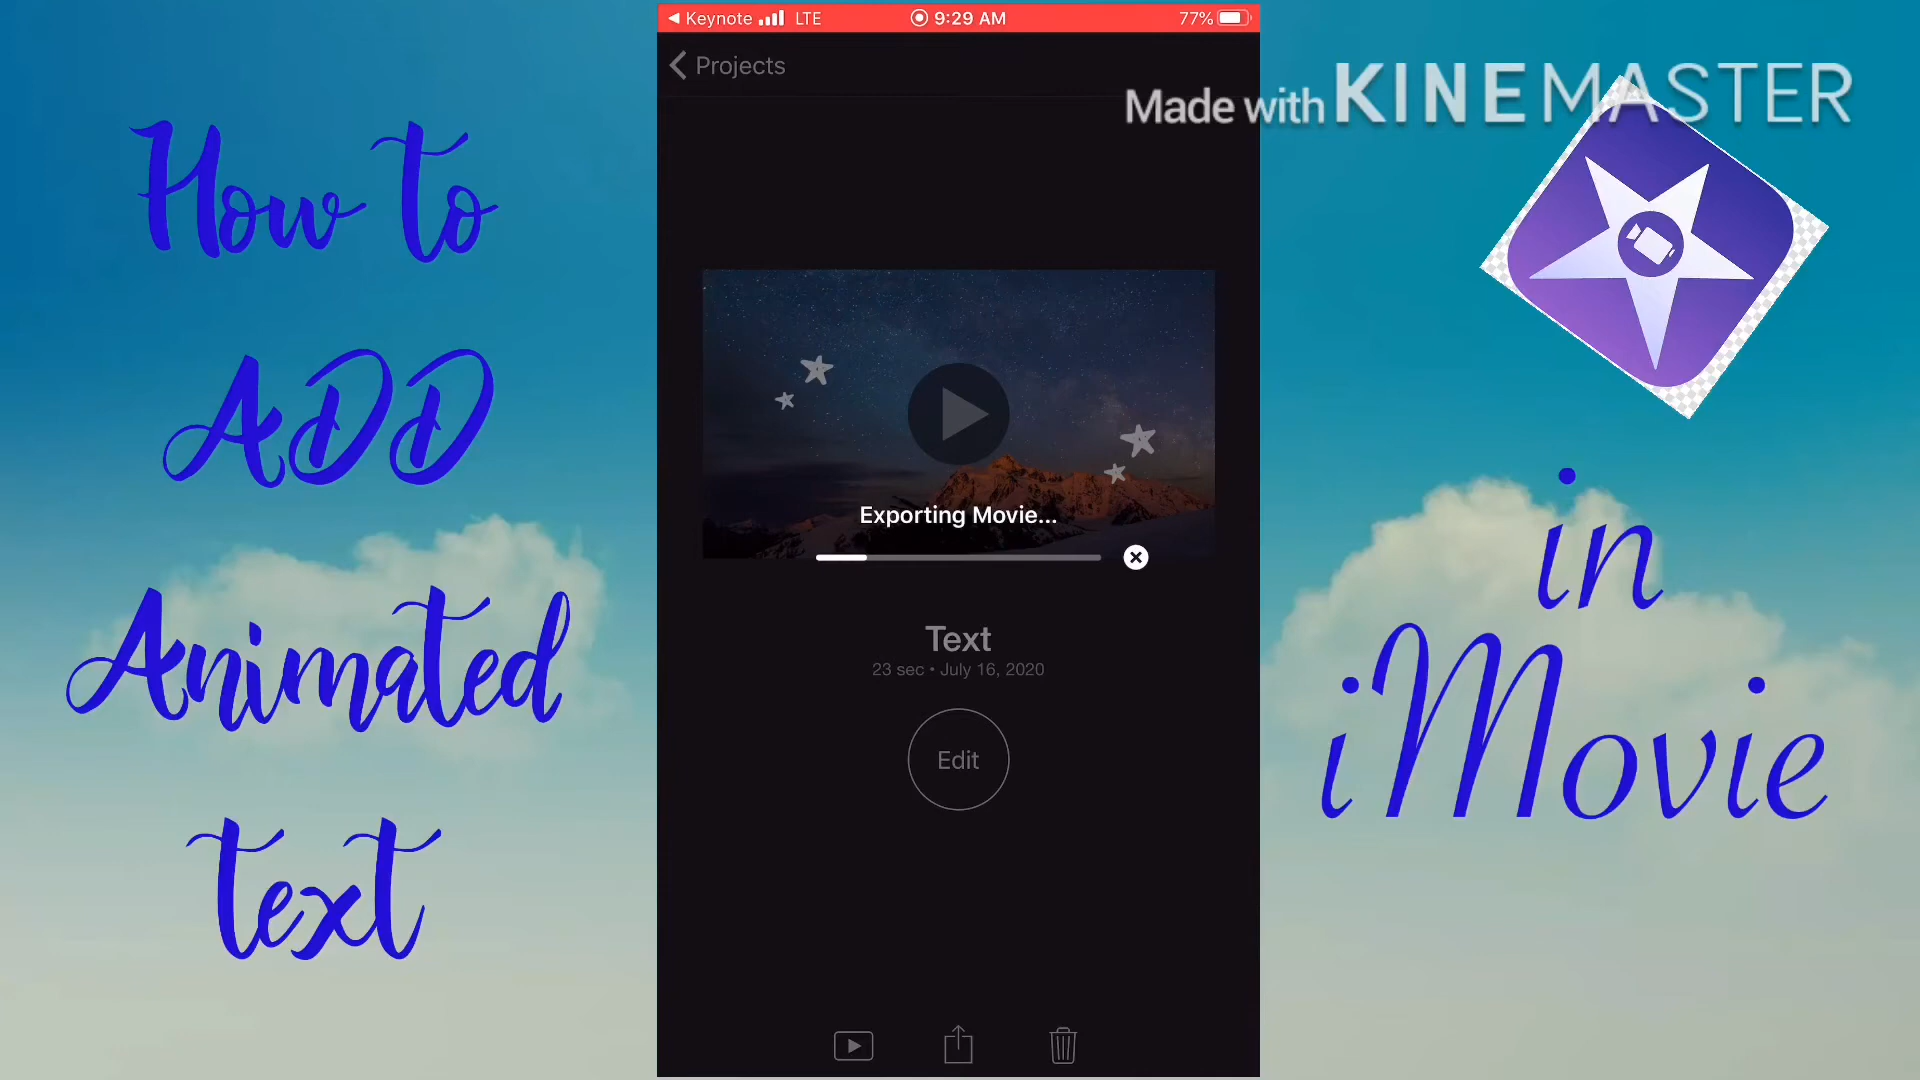 Keynote LTE 9:29 AM 77%
Projects
Made with KINEMASTER
How to
ADD
Animated
text
in
iMovie
Exporting Movie...
Text
23 sec • July 16, 2020
Edit